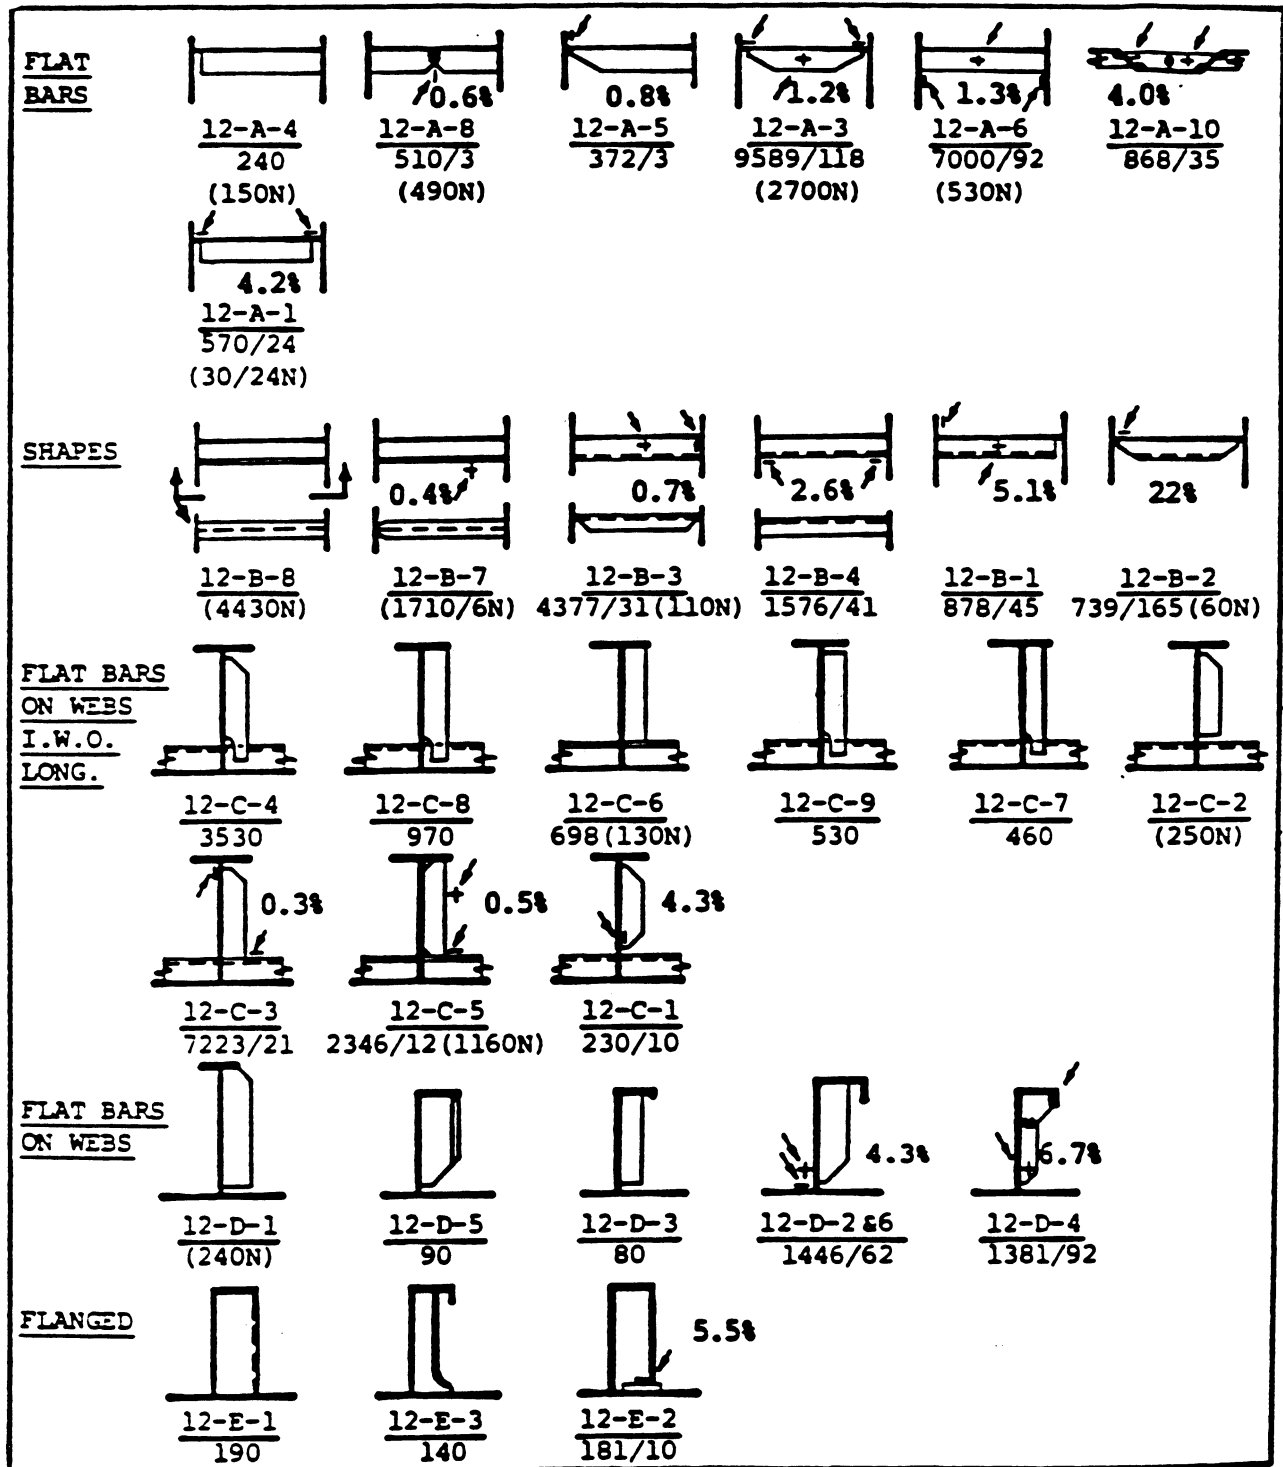 FLAT
BARS
0.6%
0.8%
1.2%
1.3%
4.0%
12-A-4
240
(150N)
12-A-8
510/3
(490N)
12-A-5
372/3
12-A-3
9589/118
(2700N)
12-A-6
7000/92
(530N)
12-A-10
868/35
4.2%
12-A-1
570/24
(30/24N)
SHAPES
0.4%
0.7%
2.6%
5.1%
22%
12-B-8
(4430N)
12-B-7
(1710/6N)
12-B-3
4377/31(110N)
12-B-4
1576/41
12-B-1
878/45
12-B-2
739/165(60N)
FLAT BARS
ON WEBS
I.W.O.
LONG.
12-C-4
3530
12-C-8
970
12-C-6
698(130N)
12-C-9
530
12-C-7
460
12-C-2
(250N)
0.3%
0.5%
4.3%
12-C-3
7223/21
12-C-5
2346/12(1160N)
12-C-1
230/10
FLAT BARS
ON WEBS
4.3%
6.7%
12-D-1
(240N)
12-D-5
90
12-D-3
80
12-D-2&6
1446/62
12-D-4
1381/92
FLANGED
5.5%
12-E-1
190
12-E-3
140
12-E-2
181/10